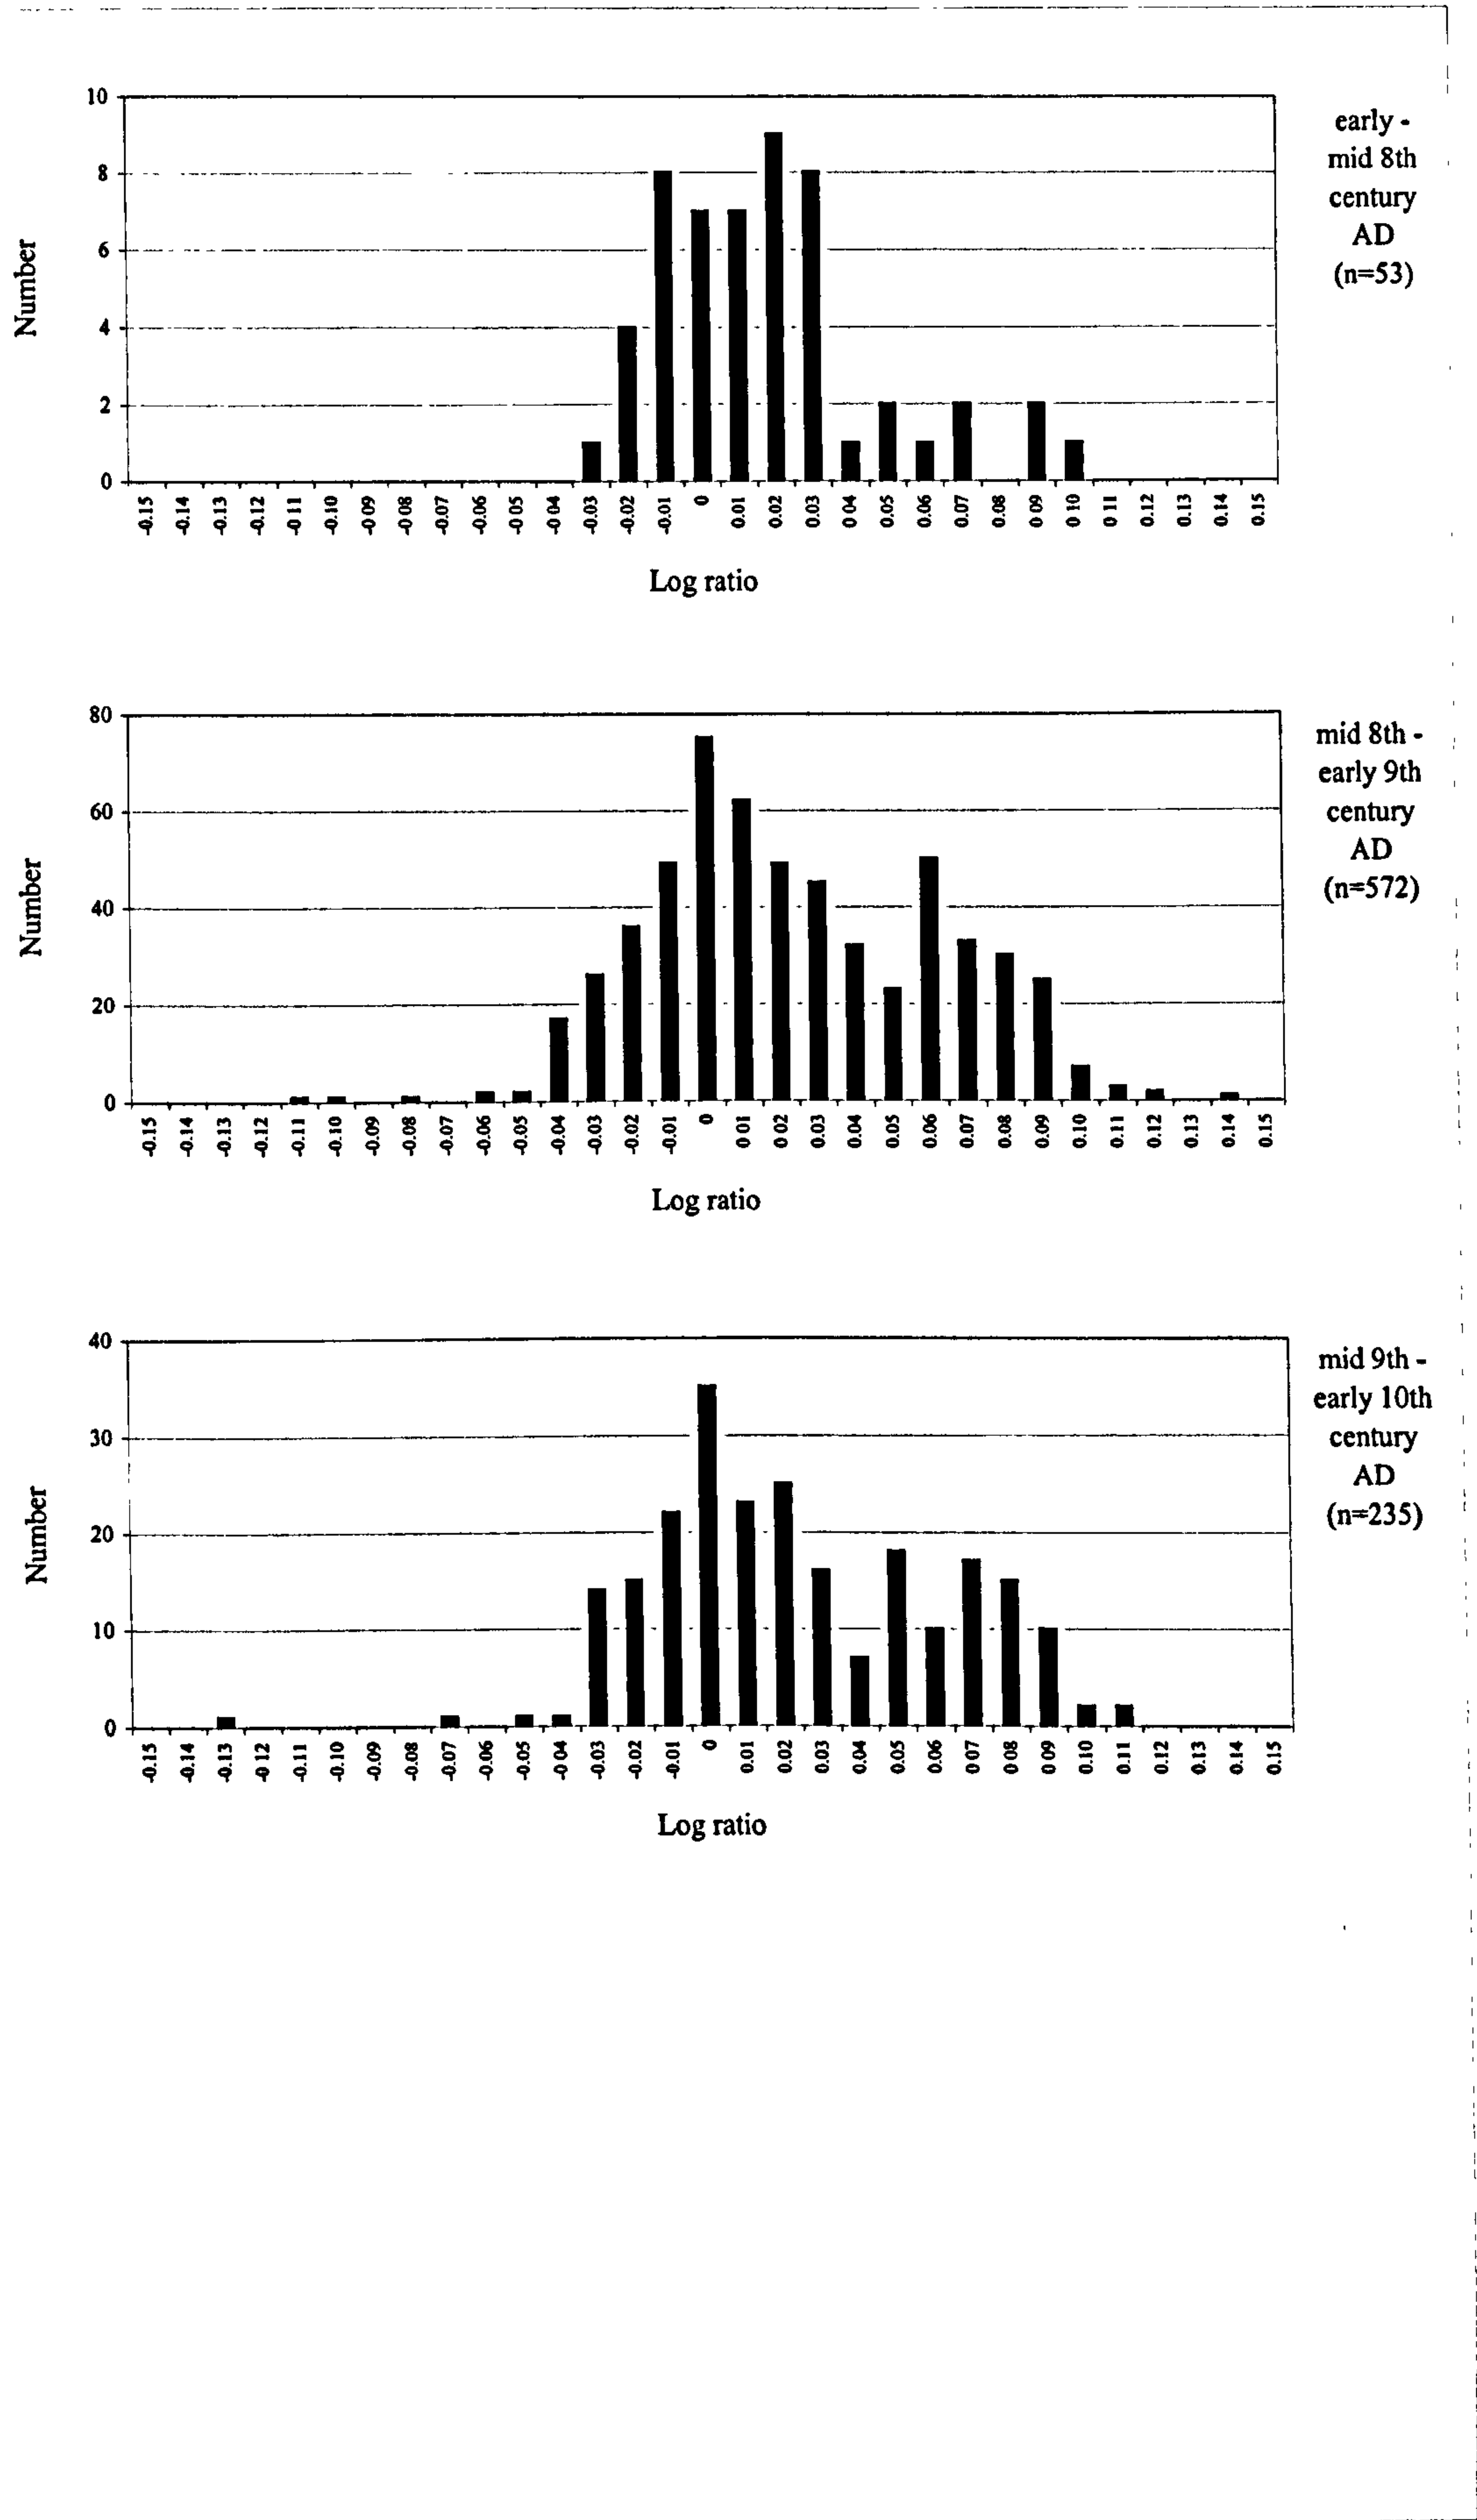 10
8
6
4
2
0
Number
-0.15 -0.14 -0.13 -0.12 -0.11 -0.10 -0.09 -0.08 -0.07 -0.06 -0.05 -0.04 -0.03 -0.02 -0.01 0 0.01 0.02 0.03 0 04 0.05 0.06 0.07 0.08 0 09 0 10 0 11 0.12 0.13 0.14 0.15
Log ratio
early -
mid 8th
century
AD
(n=53)
80
60
40
20
0
Number
-0.15 -0.14 -0.13 -0.12 -0.11 -0.10 -0.09 -0.08 -0.07 -0.06 -0.05 -0.04 -0.03 -0.02 -0.01 0 0 01 0 02 0.03 0.04 0.05 0.06 0.07 0.08 0.09 0.10 0.11 0.12 0.13 0.14 0.15
Log ratio
mid 8th -
early 9th
century
AD
(n=572)
40
30
20
10
0
Number
-0.15 -0.14 -0.13 -0 12 -0.11 -0.10 -0.09 -0.08 -0.07 -0.06 -0.05 -0.04 -0.03 -0.02 -0.01 0 0.01 0.02 0.03 0.04 0.05 0.06 0.07 0 08 0 09 0.10 0.11 0.12 0.13 0.14 0.15
Log ratio
mid 9th -
early 10th
century
AD
(n=235)